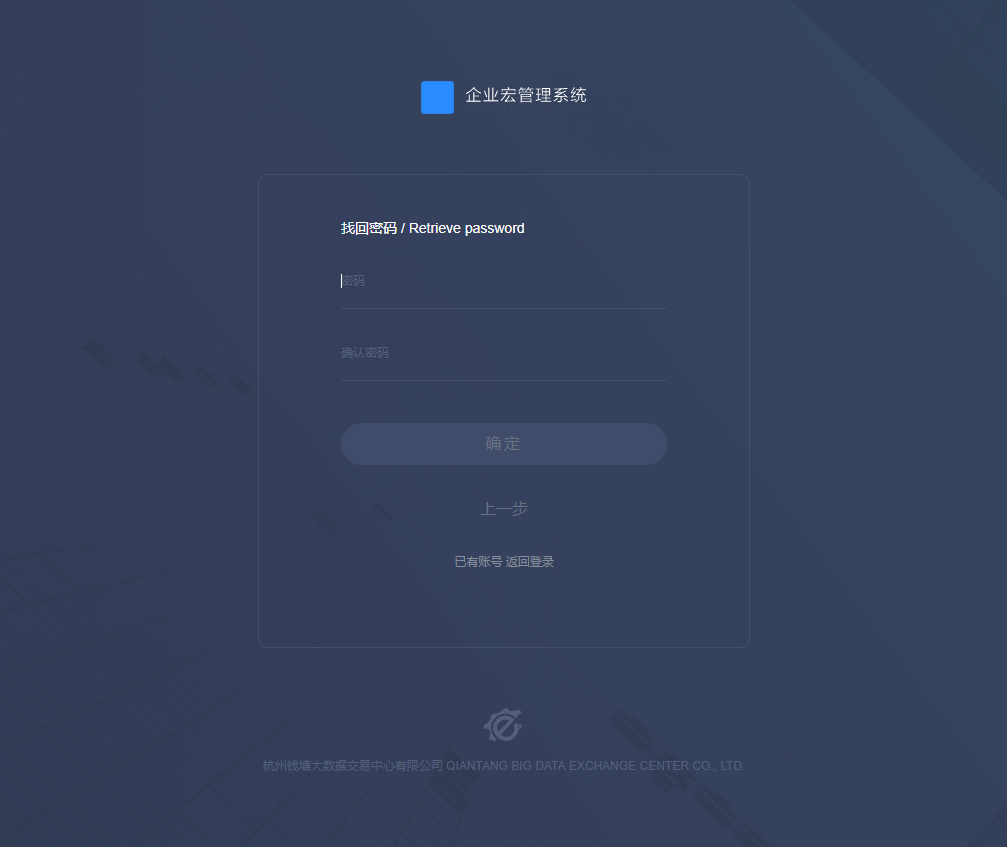 企业宏管理系统
找回密码 / Retrieve password
密码
确认密码
确定
上一步
已有账号 返回登录
杭州钱塘大数据交易中心有限公司 QIANTANG BIG DATA EXCHANGE CENTER CO., LTD.